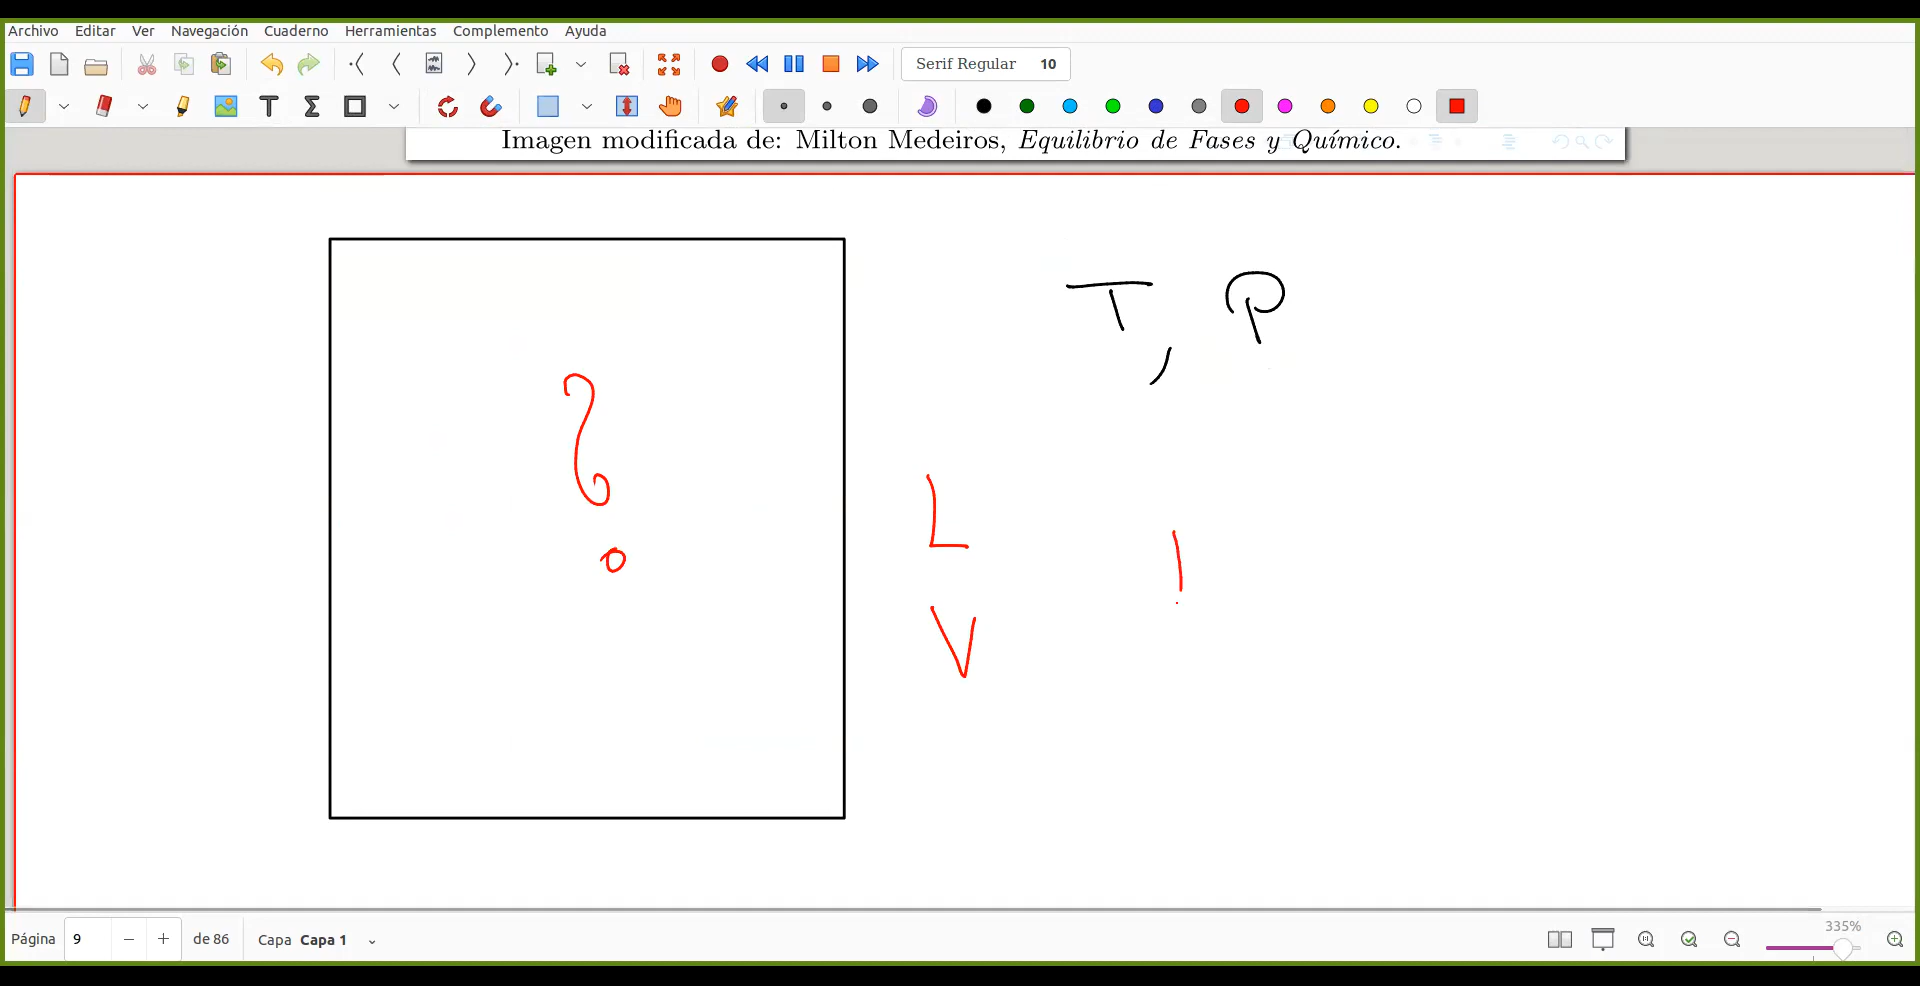 Archivo Editar Ver Navegación Cuaderno Herramientas Complemento Ayuda
Serif Regular 10
Imagen modificada de: Milton Medeiros, Equilibrio de Fases y Químico.
T, P
?
L
V
Página 9 de 86 Capa Capa 1
335%